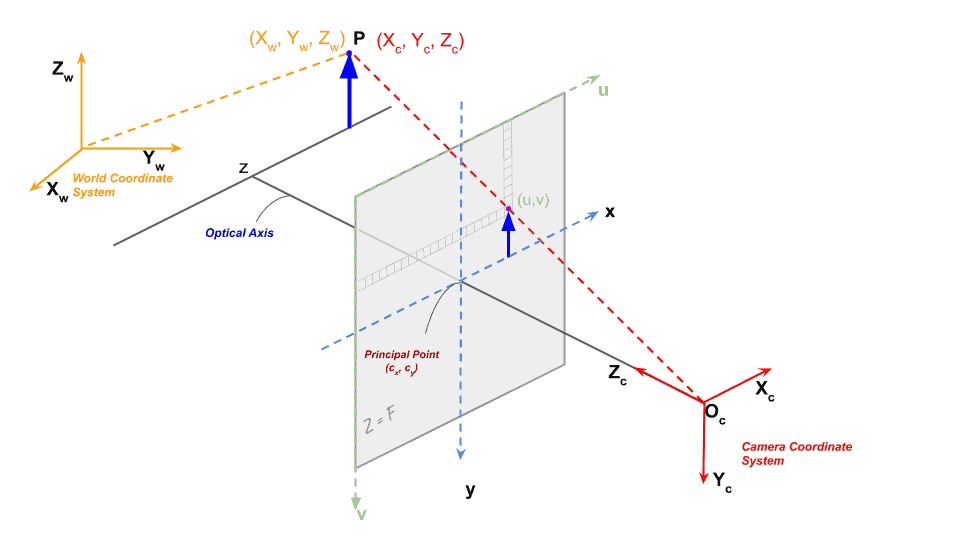 (Xw, Yw, Zw) P (Xc, Yc, Zc)
Zw
u
Yw
z
World Coordinate
System
Xw
(u,v)
x
Optical Axis
Principal Point
(cx, cy)
Zc
Xc
Oc
Z = F
Camera Coordinate
System
Yc
y
v